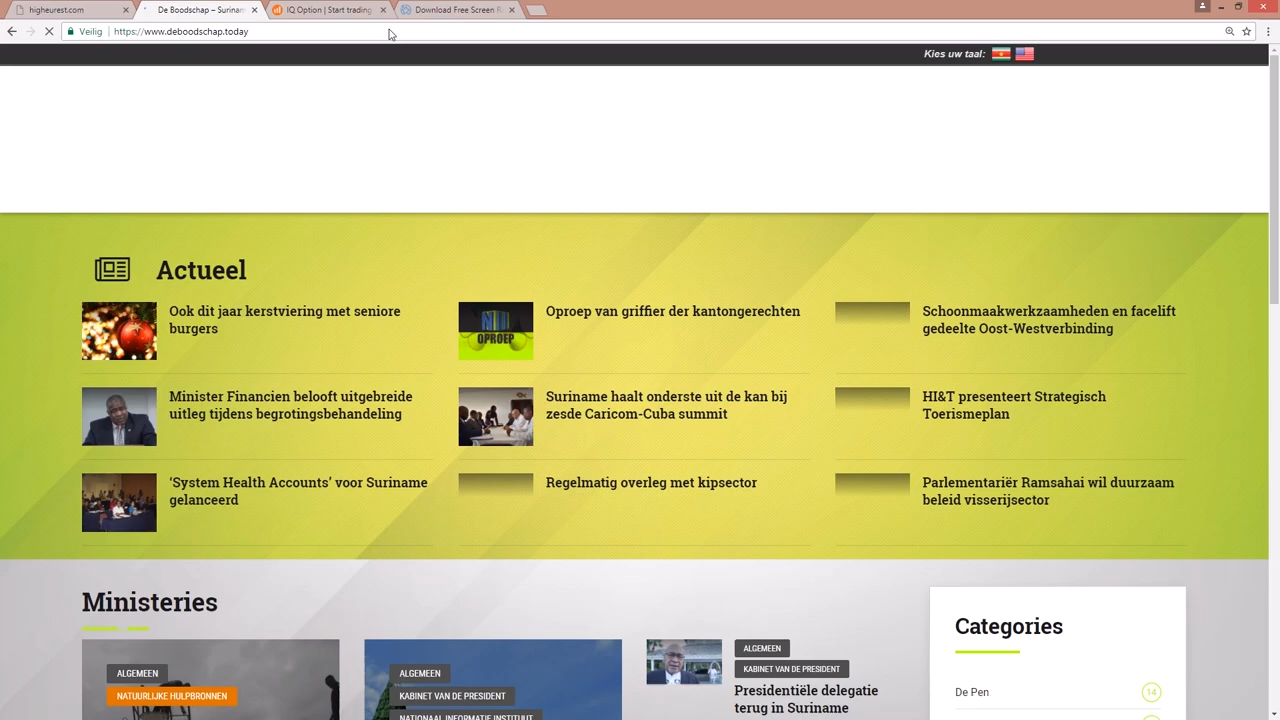 higheurest.com
De Boodschap – Surinam
IQ Option | Start trading
Download Free Screen R
Veilig
https://www.deboodschap.today
Kies uw taal:
Actueel
Ook dit jaar kerstviering met seniore
burgers
OPROEP
Oproep van griffier der kantongerechten
Schoonmaakwerkzaamheden en facelift
gedeelte Oost-Westverbinding
Minister Financien belooft uitgebreide
uitleg tijdens begrotingsbehandeling
Suriname haalt onderste uit de kan bij
zesde Caricom-Cuba summit
HI&T presenteert Strategisch
Toerismeplan
‘System Health Accounts’ voor Suriname
gelanceerd
Regelmatig overleg met kipsector
Parlementariër Ramsahai wil duurzaam
beleid visserijsector
Ministeries
ALGEMEEN
NATUURLIJKE HULPBRONNEN
ALGEMEEN
KABINET VAN DE PRESIDENT
NATIONAAL INFORMATIE INSTITUUT
ALGEMEEN
KABINET VAN DE PRESIDENT
Presidentiële delegatie
terug in Suriname
Categories
De Pen
14